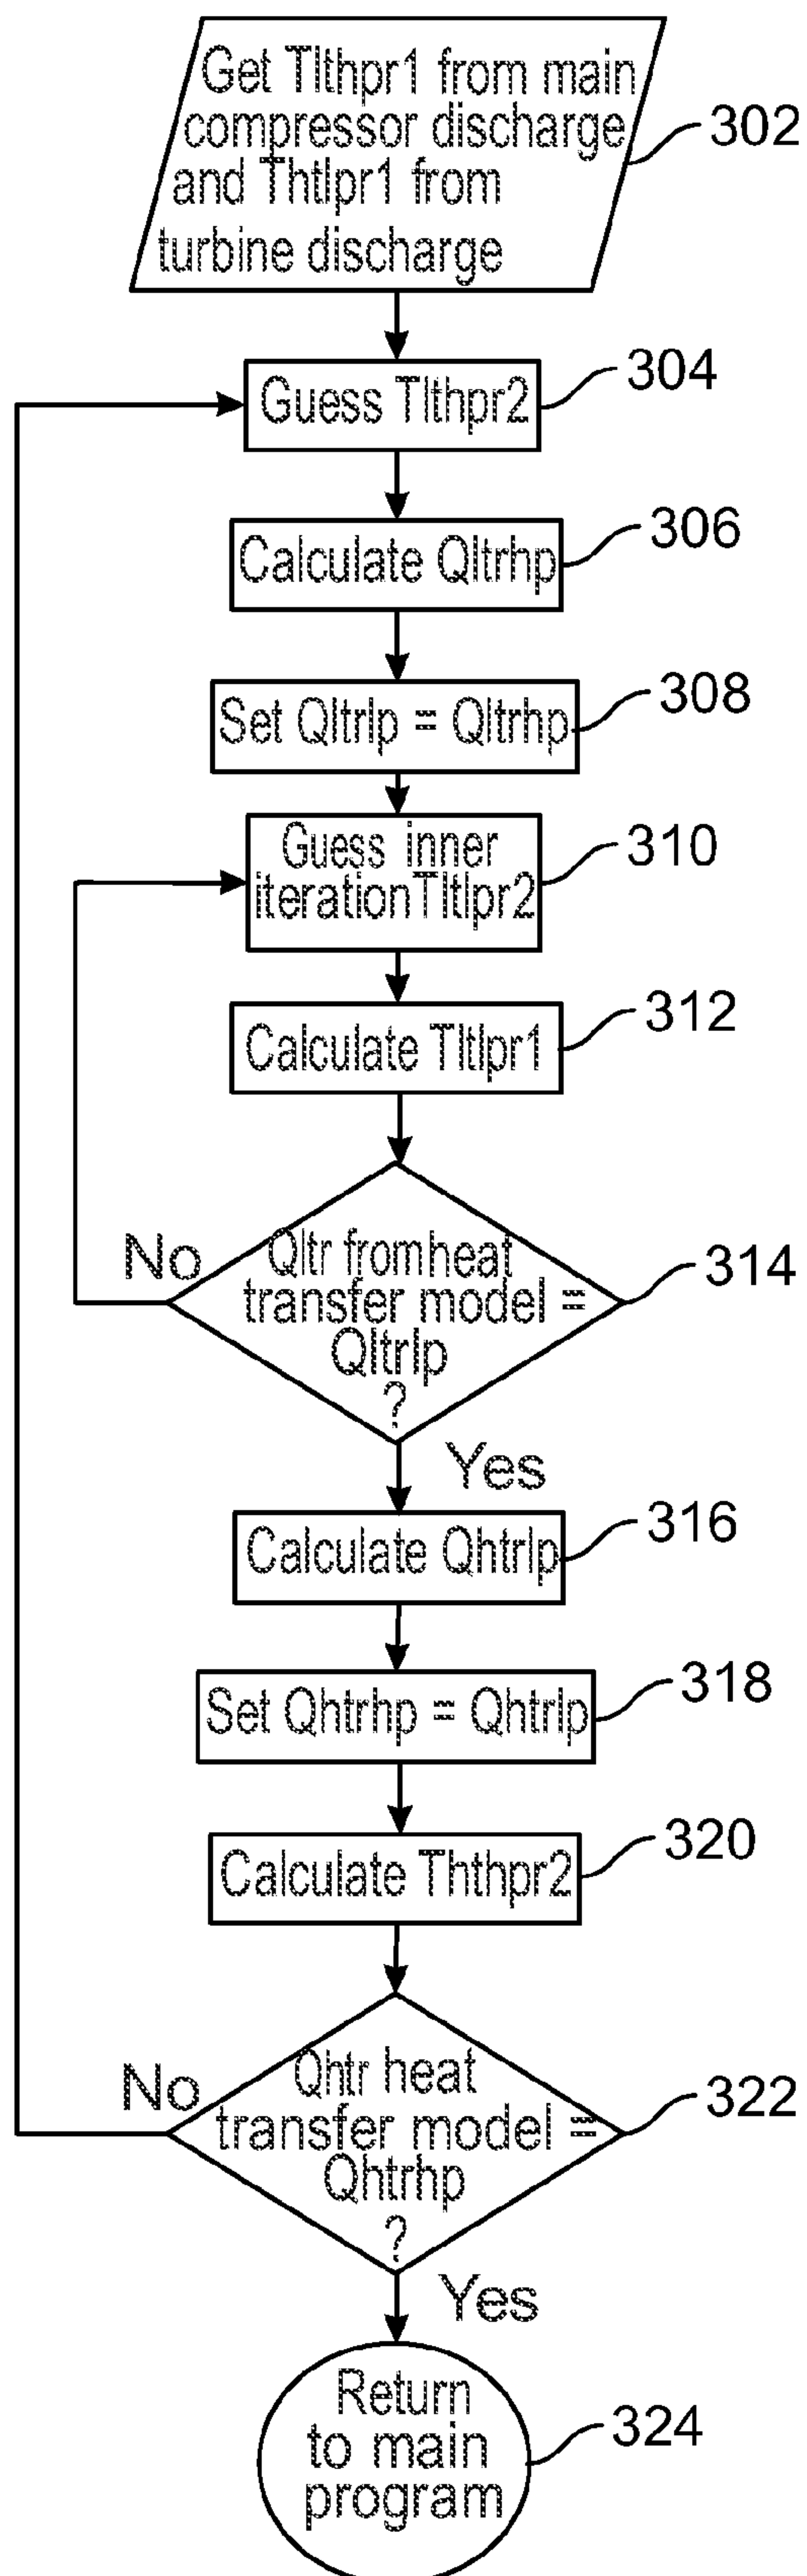 Get Tlthpr1 from main
compressor discharge
and Thtlpr1 from
turbine discharge
302
Guess Tlthpr2
304
Calculate Qltrhp
306
Set Qltrlp = Qltrhp
308
Guess inner
iterationTltlpr2
310
Calculate Tltlpr1
312
No
Qltr fromheat
transfer model =
Qltrlp
?
314
Yes
Calculate Qhtrlp
316
Set Qhtrhp = Qhtrlp
318
Calculate Ththpr2
320
No
Qhtr heat
transfer model =
Qhtrhp
?
322
Yes
Return
to main
program
324